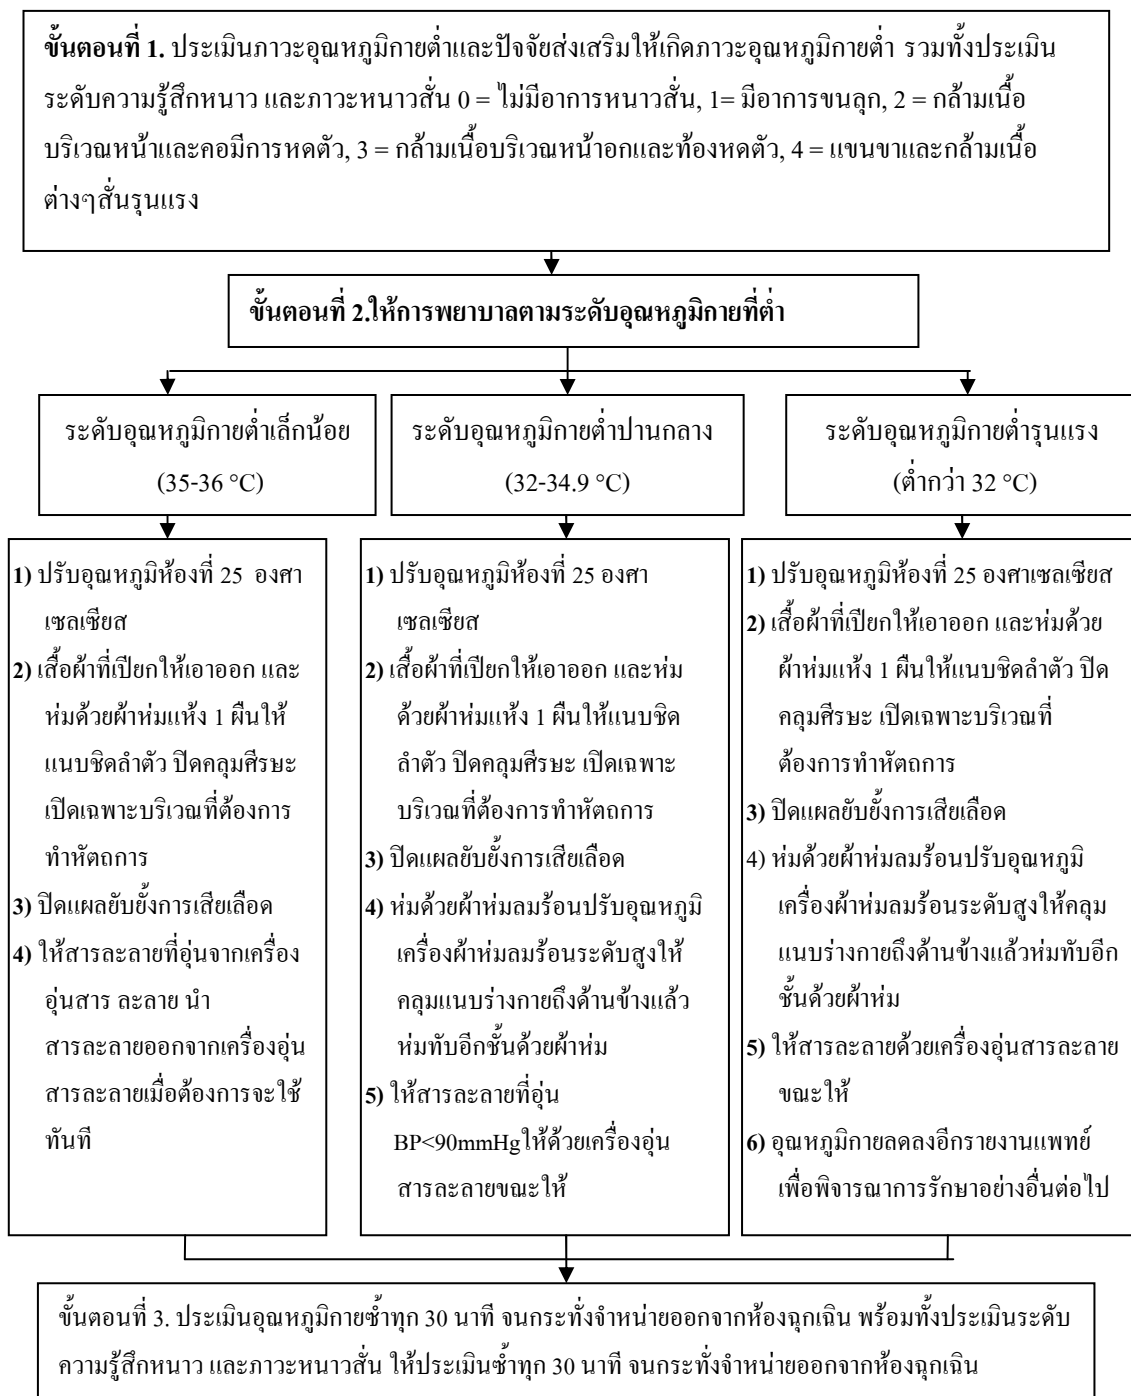 ขั้นตอนที่ 1. ประเมินภาวะอุณหภูมิกายต่ำและปัจจัยส่งเสริมให้เกิดภาวะอุณหภูมิกายต่ำ รวมทั้งประเมิน
ระดับความรู้สึกหนาว และภาวะหนาวสั่น 0 = ไม่มีอาการหนาวสั่น, 1= มีอาการขนลุก, 2 = กล้ามเนื้อ
บริเวณหน้าและคอมีการหดตัว, 3 = กล้ามเนื้อบริเวณหน้าอกและท้องหดตัว, 4 = แขนขาและกล้ามเนื้อ
ต่างๆสั่นรุนแรง
ขั้นตอนที่ 2.ให้การพยาบาลตามระดับอุณหภูมิกายที่ต่ำ
ระดับอุณหภูมิกายต่ำเล็กน้อย
(35-36 °C)
ระดับอุณหภูมิกายต่ำปานกลาง
(32-34.9 °C)
ระดับอุณหภูมิกายต่ำรุนแรง
(ต่ำกว่า 32 °C)
1) ปรับอุณหภูมิห้องที่ 25 องศา
เซลเซียส
2) เสื้อผ้าที่เปียกให้เอาออก และ
ห่มด้วยผ้าห่มแห้ง 1 ผืนให้
แนบชิดลำตัว ปิดคลุมศีรษะ
เปิดเฉพาะบริเวณที่ต้องการ
ทำหัตถการ
3) ปิดแผลยับยั้งการเสียเลือด
4) ให้สารละลายที่อุ่นจากเครื่อง
อุ่นสาร ละลาย นำ
สารละลายออกจากเครื่องอุ่น
สารละลายเมื่อต้องการจะใช้
ทันที
1) ปรับอุณหภูมิห้องที่ 25 องศา
เซลเซียส
2) เสื้อผ้าที่เปียกให้เอาออก และห่ม
ด้วยผ้าห่มแห้ง 1 ผืนให้แนบชิด
ลำตัว ปิดคลุมศีรษะ เปิดเฉพาะ
บริเวณที่ต้องการทำหัตถการ
3) ปิดแผลยับยั้งการเสียเลือด
4) ห่มด้วยผ้าห่มลมร้อนปรับอุณหภูมิ
เครื่องผ้าห่มลมร้อนระดับสูงให้
คลุมแนบร่างกายถึงด้านข้างแล้ว
ห่มทับอีกชั้นด้วยผ้าห่ม
5) ให้สารละลายที่อุ่น
BP<90mmHgให้ด้วยเครื่องอุ่น
สารละลายขณะให้
1) ปรับอุณหภูมิห้องที่ 25 องศาเซลเซียส
2) เสื้อผ้าที่เปียกให้เอาออก และห่มด้วย
ผ้าห่มแห้ง 1 ผืนให้แนบชิดลำตัว ปิด
คลุมศีรษะ เปิดเฉพาะบริเวณที่
ต้องการทำหัตถการ
3) ปิดแผลยับยั้งการเสียเลือด
4) ห่มด้วยผ้าห่มลมร้อนปรับอุณหภูมิ
เครื่องผ้าห่มลมร้อนระดับสูงให้คลุม
แนบร่างกายถึงด้านข้างแล้วห่มทับอีก
ชั้นด้วยผ้าห่ม
5) ให้สารละลายด้วยเครื่องอุ่นสารละลาย
ขณะให้
6) อุณหภูมิกายลดลงอีกรายงานแพทย์
เพื่อพิจารณาการรักษาอย่างอื่นต่อไป
ขั้นตอนที่ 3. ประเมินอุณหภูมิกายซ้ำทุก 30 นาที จนกระทั่งจำหน่ายออกจากห้องฉุกเฉิน พร้อมทั้งประเมินระดับ
ความรู้สึกหนาว และภาวะหนาวสั่น ให้ประเมินซ้ำทุก 30 นาที จนกระทั่งจำหน่ายออกจากห้องฉุกเฉิน